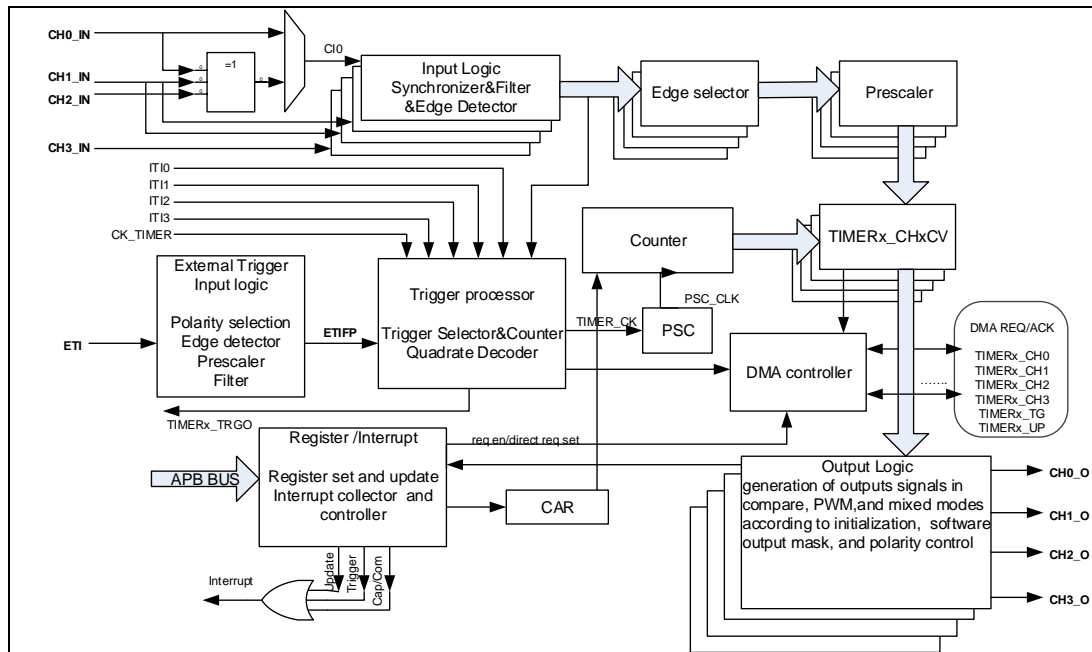 CH0_IN
CH1_IN
CH2_IN
CH3_IN
=1
CI0
Input Logic
Synchronizer&Filter
&Edge Detector
Edge selector
Prescaler
ITI0
ITI1
ITI2
ITI3
CK_TIMER
External Trigger
Input logic
Polarity selection
Edge detector
Prescaler
Filter
ETI
ETIFP
Trigger processor
Trigger Selector&Counter
Quadrate Decoder
TIMERx_TRGO
TIMER_CK
PSC
PSC_CLK
Counter
TIMERx_CHxCV
DMA controller
DMA REQ/ACK
TIMERx_CH0
TIMERx_CH1
TIMERx_CH2
TIMERx_CH3
TIMERx_TG
TIMERx_UP
.......
APB BUS
Register /Interrupt
Register set and update
Interrupt collector and
controller
req en/direct req set
CAR
Update
Trigger
Cap/Com
Interrupt
Output Logic
generation of outputs signals in
compare, PWM,and mixed modes
according to initialization, software
output mask, and polarity control
CH0_O
CH1_O
CH2_O
CH3_O